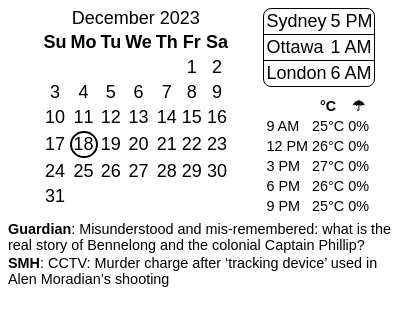 December 2023
Su Mo Tu We Th Fr Sa
1 2
3 4 5 6 7 8 9
10 11 12 13 14 15 16
17 18 19 20 21 22 23
24 25 26 27 28 29 30
31
Sydney 5 PM
Ottawa 1 AM
London 6 AM
°C ☂
9 AM 25°C 0%
12 PM 26°C 0%
3 PM 27°C 0%
6 PM 26°C 0%
9 PM 25°C 0%
Guardian: Misunderstood and mis-remembered: what is the
real story of Bennelong and the colonial Captain Phillip?
SMH: CCTV: Murder charge after ‘tracking device’ used in
Alen Moradian’s shooting